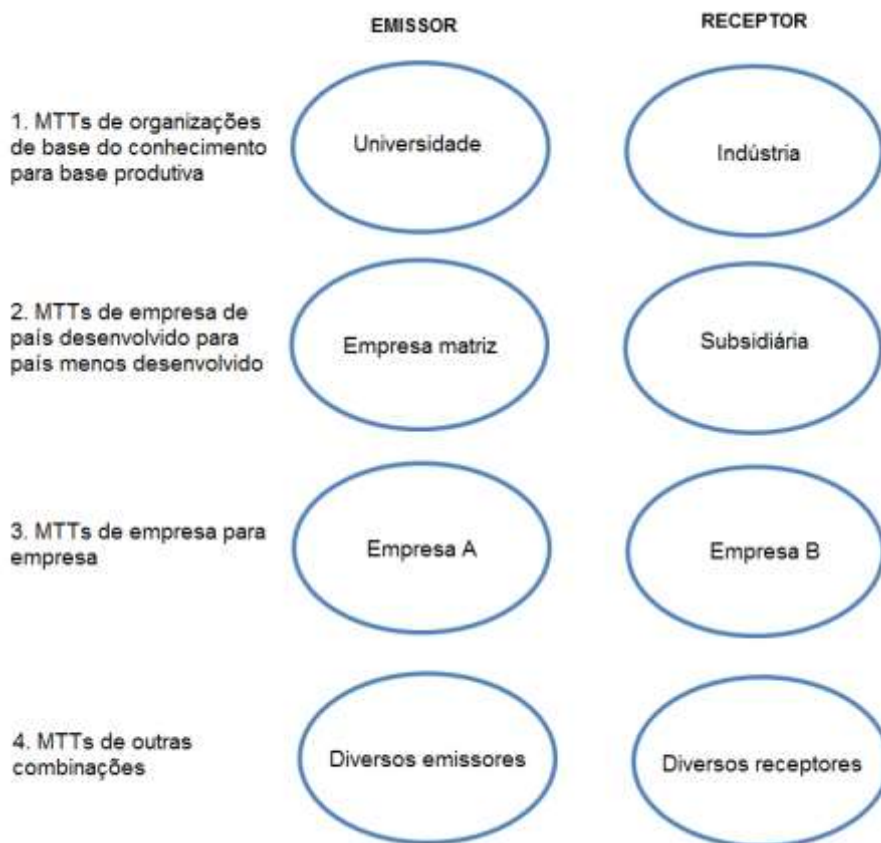 EMISSOR
RECEPTOR
1. MTTs de organizações
de base do conhecimento
para base produtiva
Universidade
Indústria
2. MTTs de empresa de
país desenvolvido para
país menos desenvolvido
Empresa matriz
Subsidiária
3. MTTs de empresa para
empresa
Empresa A
Empresa B
4. MTTs de outras
combinações
Diversos emissores
Diversos receptores